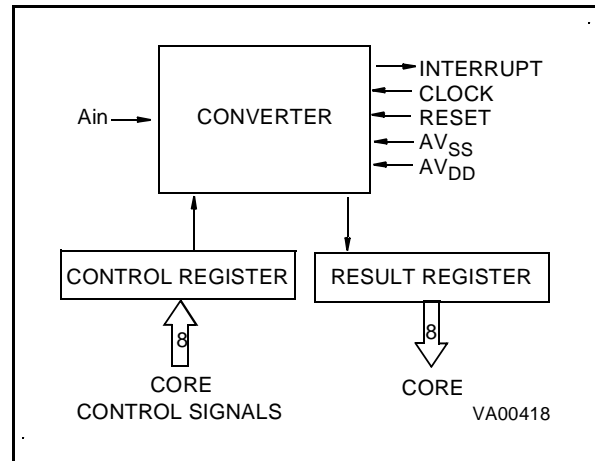 INTERRUPT
CLOCK
Ain
CONVERTER
RESET
AVSS
AVDD
CONTROL REGISTER
RESULT REGISTER
8
8
CORE
CONTROL SIGNALS
CORE
VA00418